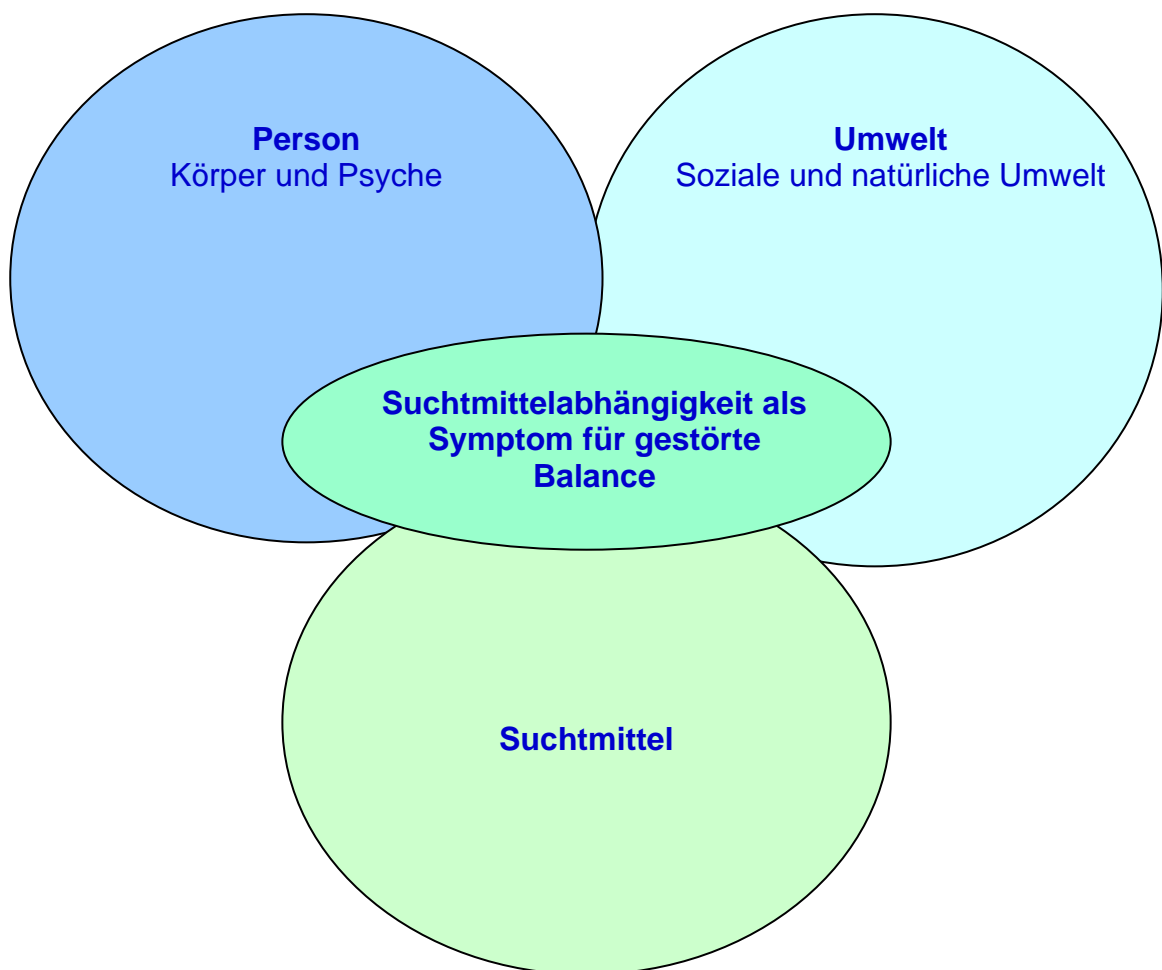 Person
Körper und Psyche
Umwelt
Soziale und natürliche Umwelt
Suchtmittelabhängigkeit als
Symptom für gestörte
Balance
Suchtmittel